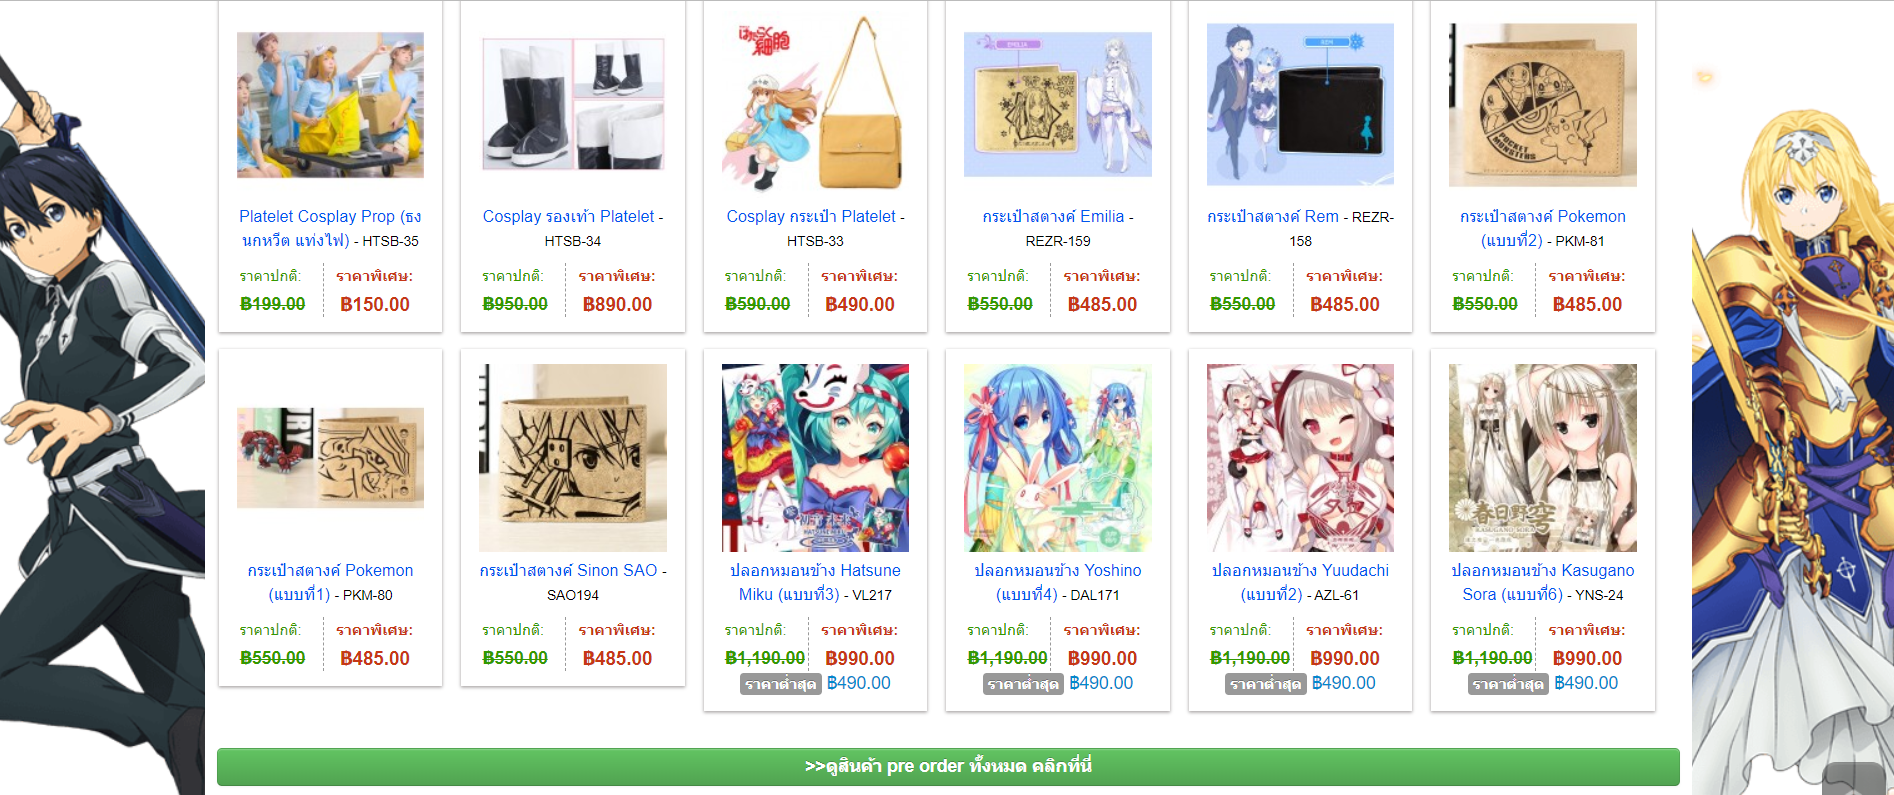 はたらく細胞
EMILIA
REM
POCKET MONSTERS
Platelet Cosplay Prop (ธง
นกหวีต แท่งไฟ) - HTSB-35
Cosplay รองเท้า Platelet -
HTSB-34
Cosplay กระเป๋า Platelet -
HTSB-33
กระเป๋าสตางค์ Emilia -
REZR-159
กระเป๋าสตางค์ Rem - REZR-
158
กระเป๋าสตางค์ Pokemon
(แบบที่2) - PKM-81
ราคาปกติ: ราคาพิเศษ:
฿199.00 ฿150.00
ราคาปกติ: ราคาพิเศษ:
฿950.00 ฿890.00
ราคาปกติ: ราคาพิเศษ:
฿590.00 ฿490.00
ราคาปกติ: ราคาพิเศษ:
฿550.00 ฿485.00
ราคาปกติ: ราคาพิเศษ:
฿550.00 ฿485.00
ราคาปกติ: ราคาพิเศษ:
฿550.00 ฿485.00
春日野穹
KASUGANO SORA
กระเป๋าสตางค์ Pokemon
(แบบที่1) - PKM-80
กระเป๋าสตางค์ Sinon SAO -
SAO194
ปลอกหมอนข้าง Hatsune
Miku (แบบที่3) - VL217
ปลอกหมอนข้าง Yoshino
(แบบที่4) - DAL171
ปลอกหมอนข้าง Yuudachi
(แบบที่2) - AZL-61
ปลอกหมอนข้าง Kasugano
Sora (แบบที่6) - YNS-24
ราคาปกติ: ราคาพิเศษ:
฿550.00 ฿485.00
ราคาปกติ: ราคาพิเศษ:
฿550.00 ฿485.00
ราคาปกติ: ราคาพิเศษ:
฿1,190.00 ฿990.00
ราคาต่ำสุด ฿490.00
ราคาปกติ: ราคาพิเศษ:
฿1,190.00 ฿990.00
ราคาต่ำสุด ฿490.00
ราคาปกติ: ราคาพิเศษ:
฿1,190.00 ฿990.00
ราคาต่ำสุด ฿490.00
ราคาปกติ: ราคาพิเศษ:
฿1,190.00 ฿990.00
ราคาต่ำสุด ฿490.00
>>ดูสินค้า pre order ทั้งหมด คลิกที่นี่